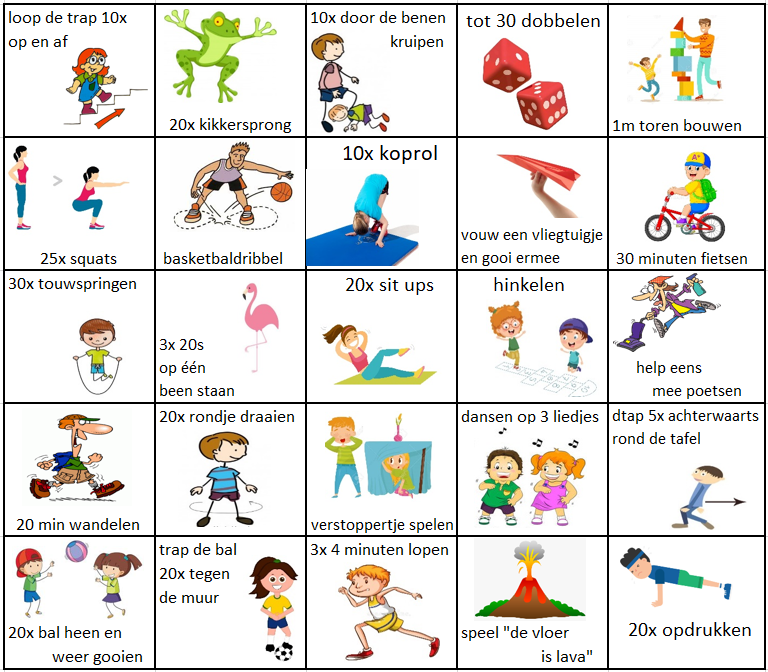 loop de trap 10x
op en af
20x kikkersprong
10x door de benen
kruipen
tot 30 dobbelen
1m toren bouwen
25x squats
basketbaldribbel
10x koprol
vouw een vliegtuigje
en gooi ermee
A+
30 minuten fietsen
30x touwspringen
3x 20s
op één
been staan
20x sit ups
hinkelen
help eens
mee poetsen
20 min wandelen
20x rondje draaien
verstoppertje spelen
dansen op 3 liedjes
dtap 5x achterwaarts
rond de tafel
20x bal heen en
weer gooien
trap de bal
20x tegen
de muur
3x 4 minuten lopen
speel "de vloer
is lava"
20x opdrukken